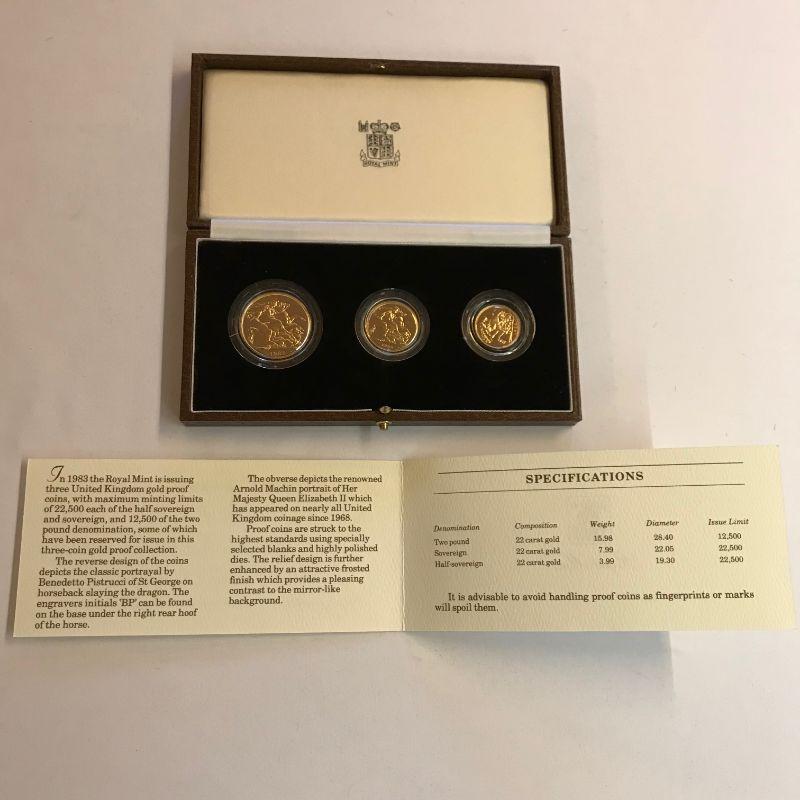 ROYAL MINT
1983
In 1983 the Royal Mint is issuing
three United Kingdom gold proof
coins, with maximum minting limits
of 22,500 each of the half sovereign
and sovereign, and 12,500 of the two
pound denomination, some of which
have been reserved for issue in this
three-coin gold proof collection.
The reverse design of the coins
depicts the classic portrayal by
Benedetto Pistrucci of St George on
horseback slaying the dragon. The
engravers initials 'BP' can be found
on the base under the right rear hoof
of the horse.
The obverse depicts the renowned
Arnold Machin portrait of Her
Majesty Queen Elizabeth II which
has appeared on nearly all United
Kingdom coinage since 1968.
Proof coins are struck to the
highest standards using specially
selected blanks and highly polished
dies. The relief design is further
enhanced by an attractive frosted
finish which provides a pleasing
contrast to the mirror-like
background.
SPECIFICATIONS
Denomination Composition Weight Diameter Issue Limit
Two pound 22 carat gold 15.98 28.40 12,500
Sovereign 22 carat gold 7.99 22.05 22,500
Half-sovereign 22 carat gold 3.99 19.30 22,500
It is advisable to avoid handling proof coins as fingerprints or marks
will spoil them.